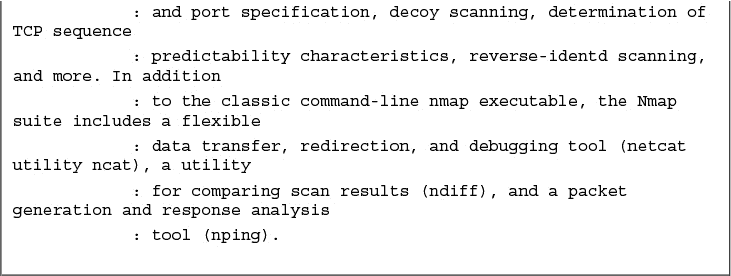 : and port specification, decoy scanning, determination of
TCP sequence
: predictability characteristics, reverse-identd scanning,
and more. In addition
: to the classic command-line nmap executable, the Nmap
suite includes a flexible
: data transfer, redirection, and debugging tool (netcat
utility ncat), a utility
: for comparing scan results (ndiff), and a packet
generation and response analysis
: tool (nping).